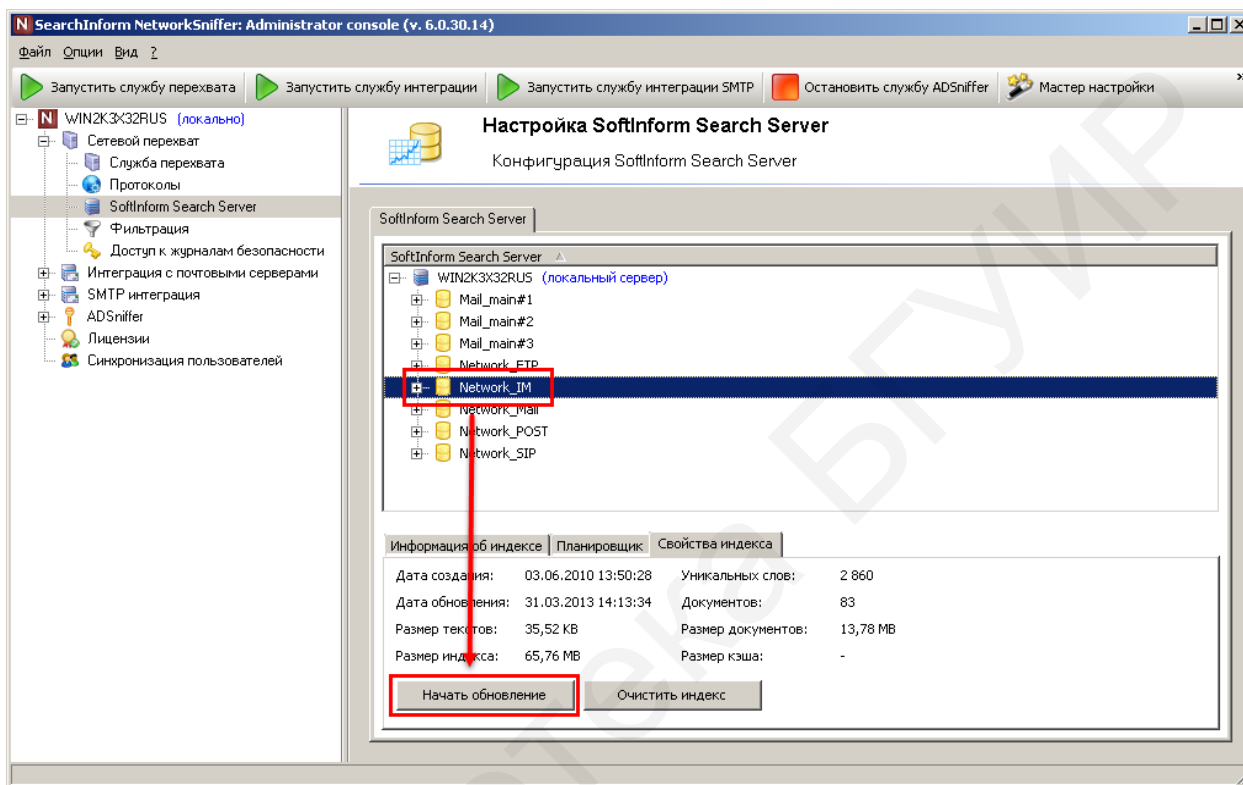 SearchInform NetworkSniffer: Administrator console (v. 6.0.30.14)
Файл Опции Вид ?
Запустить службу перехвата Запустить службу интеграции Запустить службу интеграции SMTP Остановить службу ADSniffer Мастер настройки
WIN2K3X32RUS (локально)
Сетевой перехват
Служба перехвата
Протоколы
SoftInform Search Server
Фильтрация
Доступ к журналам безопасности
Интеграция с почтовыми серверами
SMTP интеграция
ADSniffer
Лицензии
Синхронизация пользователей
Настройка SoftInform Search Server
Конфигурация SoftInform Search Server
SoftInform Search Server
SoftInform Search Server
WIN2K3X32RUS (локальный сервер)
Mail_main#1
Mail_main#2
Mail_main#3
Network_FTP
Network_IM
Network_Mail
Network_POST
Network_SIP
Информация об индексе Планировщик Свойства индекса
Дата создания: 03.06.2010 13:50:28 Уникальных слов: 2 860
Дата обновления: 31.03.2013 14:13:34 Документов: 83
Размер текстов: 35,52 KB Размер документов: 13,78 MB
Размер индекса: 65,76 MB Размер кэша: -
Начать обновление Очистить индекс
тека БГУИР